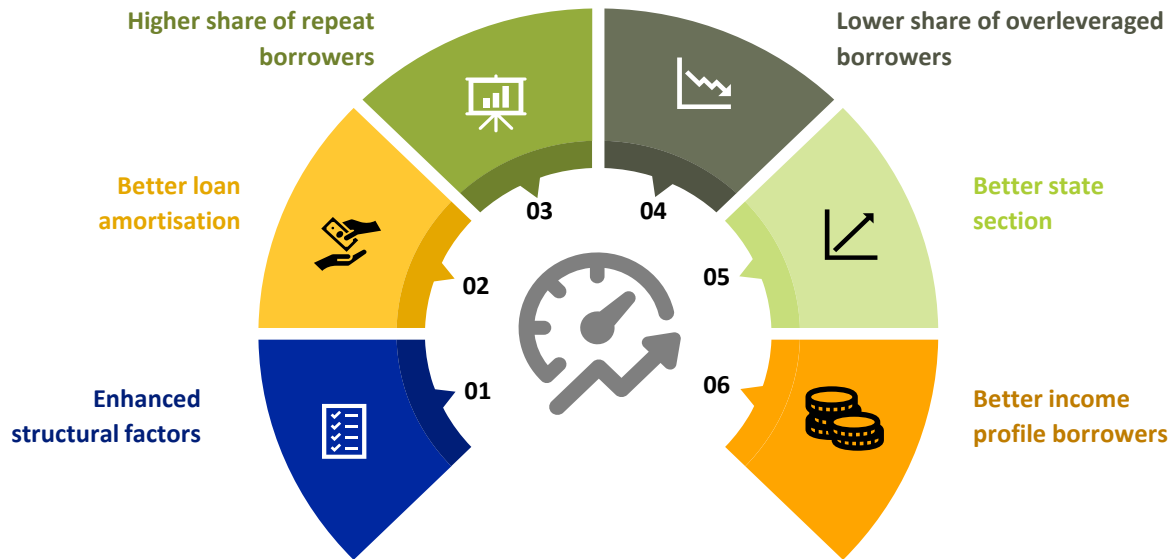 Higher share of repeat
borrowers
Lower share of overleveraged
borrowers
Better loan
amortisation
Better state
section
03
04
02
05
01
06
Enhanced
structural factors
Better income
profile borrowers